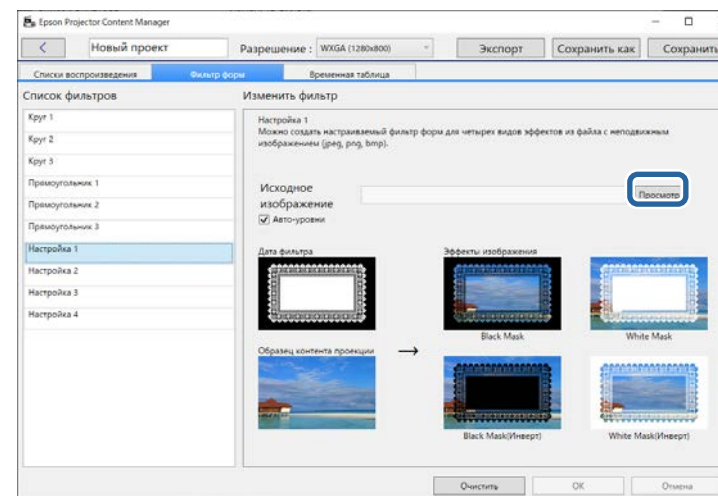 Epson Projector Content Manager
Новый проект
Разрешение :
WXGA (1280x800)
Экспорт
Сохранить как
Сохранить
Списки воспроизведения
Фильтр форм
Временная таблица
Список фильтров
Изменить фильтр
Круг 1
Круг 2
Круг 3
Прямоугольник 1
Прямоугольник 2
Прямоугольник 3
Настройка 1
Настройка 2
Настройка 3
Настройка 4
Настройка 1
Можно создать настраиваемый фильтр форм для четырех видов эффектов из файла с неподвижным
изображением (jpeg, png, bmp).
Исходное
изображение
Просмотр
Авто-уровни
Дата фильтра
Эффекты изображения
Black Mask
White Mask
Образец контента проекции
Black Mask(Инверт)
White Mask(Инверт)
Очистить
OK
Отмена